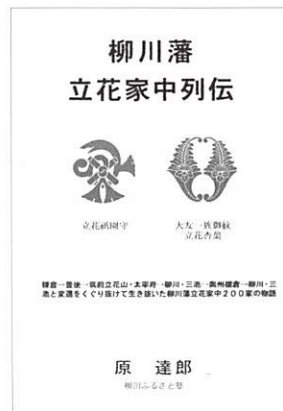 柳川藩
立花家中列伝
立花祇園守
大友一族御紋
立花杏葉
鎌倉－豊後－筑前立花山・太宰府－柳川・三池－奥州棚倉－柳川・三
池と変遷をくぐり抜けて生き抜いた柳川藩立花家中200家の物語
原 達郎
柳川ふるさと塾